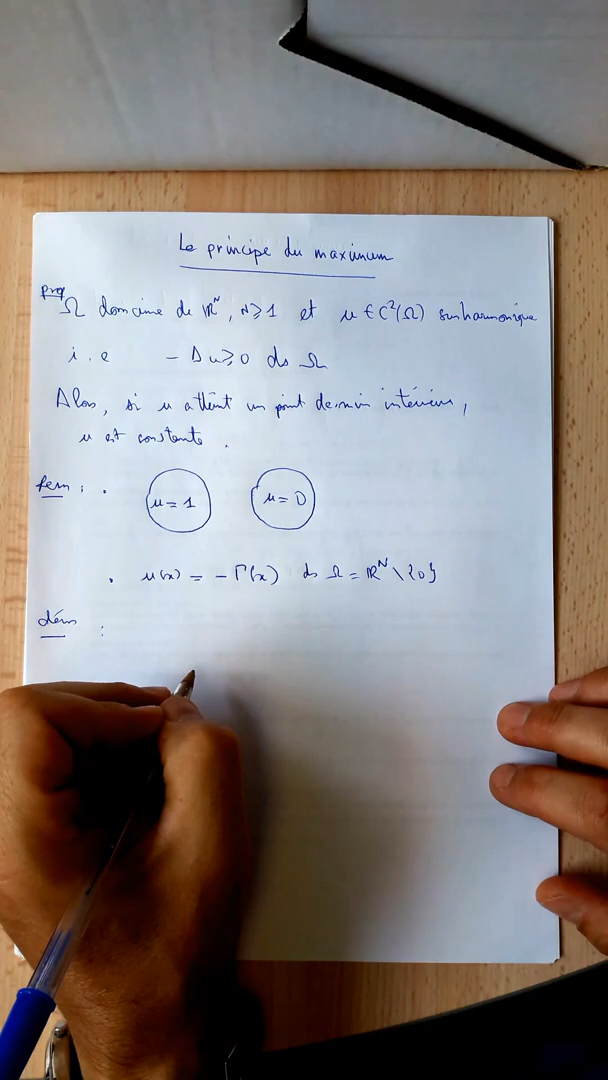 Le principe du maximum
prop
Ω domaine de ℝᴺ, N ≥ 1 et u ∈ C²(Ω) surharmonique
i.e - Δu ≥ 0 ds Ω
Alors, si u atteint un point de min intérieur,
u est constante.
Rem : . u = 1 u = 0
. u(x) = - Γ(x) ds Ω = ℝᴺ \ {0}
dém :